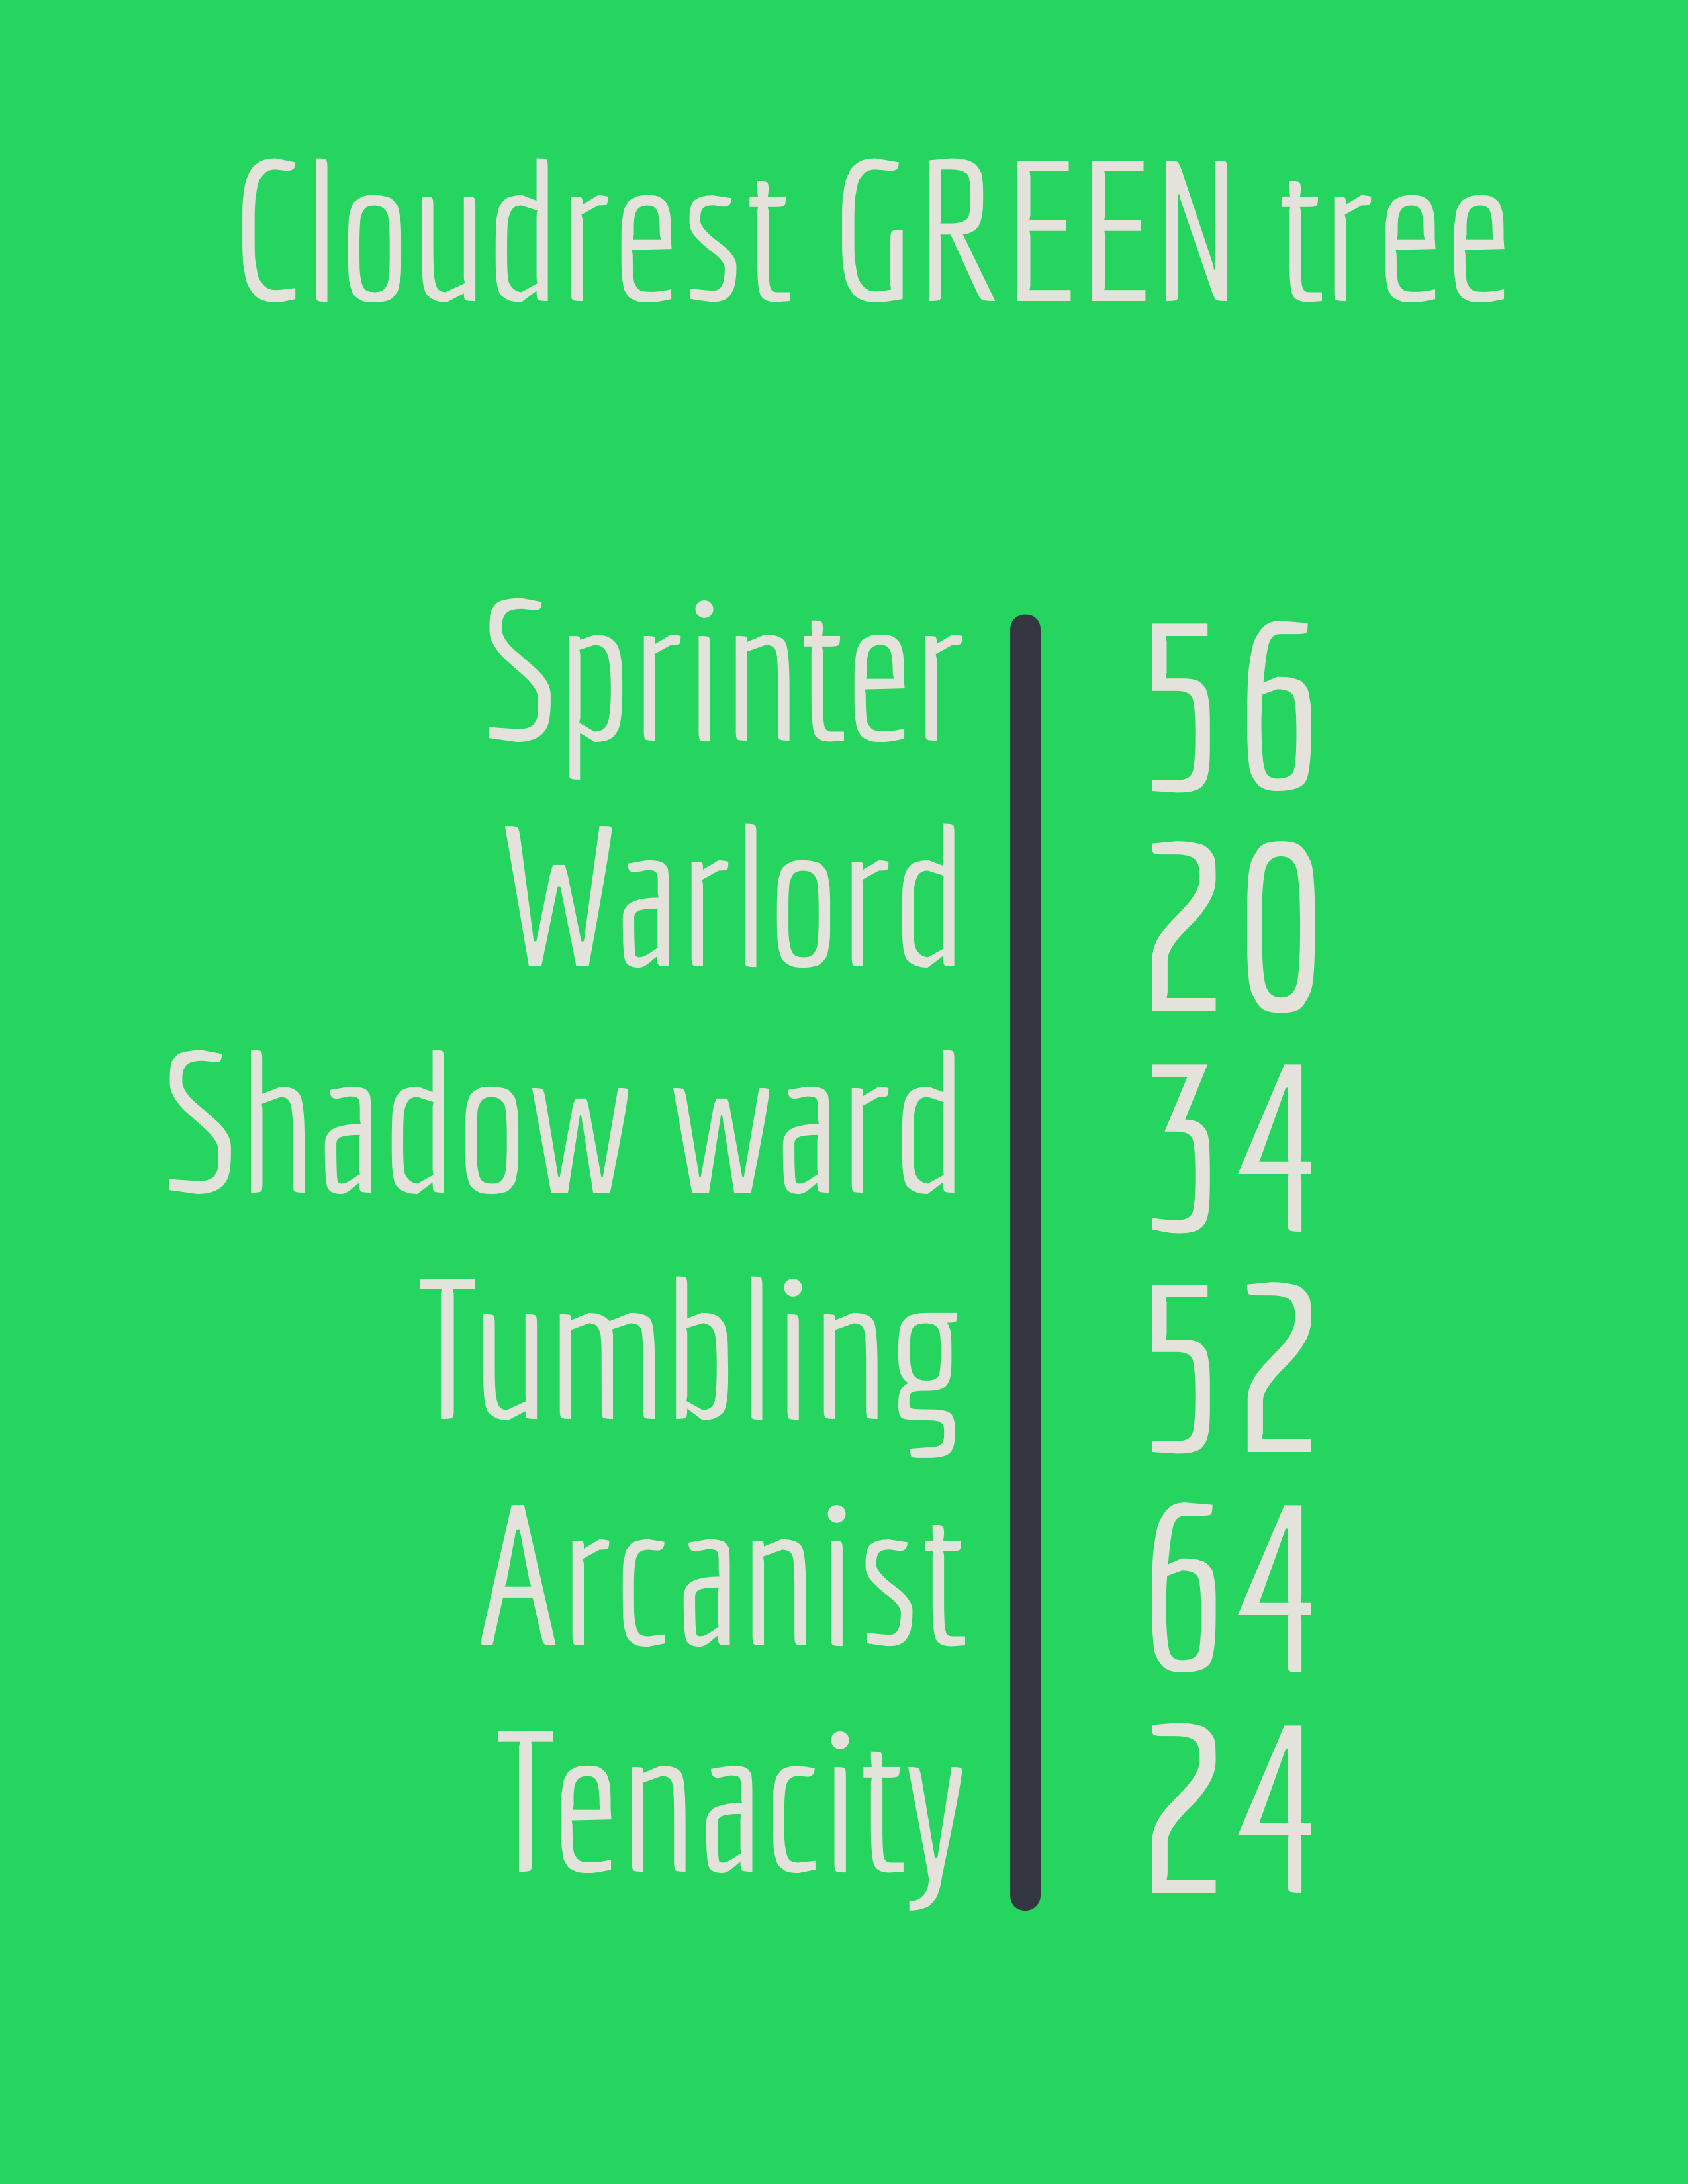 Cloudrest GREEN tree
Sprinter 56
Warlord 20
Shadow ward 34
Tumbling 52
Arcanist 64
Tenacity 24